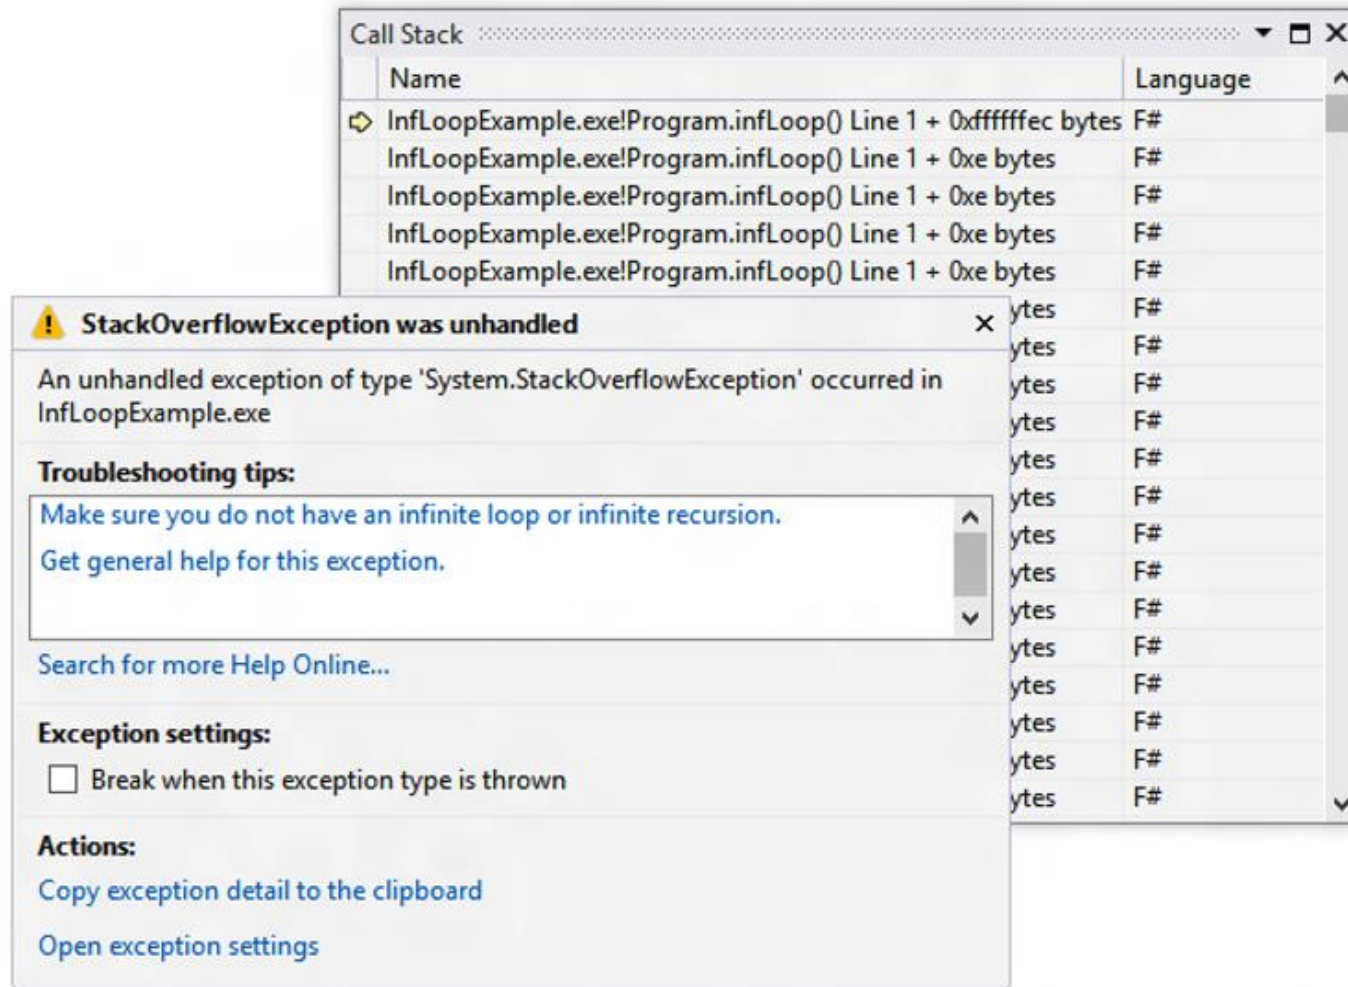 Call Stack
Name Language
InfLoopExample.exe!Program.infLoop() Line 1 + 0xffffffec bytes F#
InfLoopExample.exe!Program.infLoop() Line 1 + 0xe bytes F#
InfLoopExample.exe!Program.infLoop() Line 1 + 0xe bytes F#
InfLoopExample.exe!Program.infLoop() Line 1 + 0xe bytes F#
InfLoopExample.exe!Program.infLoop() Line 1 + 0xe bytes F#
ytes F#
ytes F#
ytes F#
ytes F#
ytes F#
ytes F#
ytes F#
ytes F#
ytes F#
ytes F#
ytes F#
ytes F#
ytes F#
ytes F#
StackOverflowException was unhandled
An unhandled exception of type 'System.StackOverflowException' occurred in
InfLoopExample.exe
Troubleshooting tips:
Make sure you do not have an infinite loop or infinite recursion.
Get general help for this exception.
Search for more Help Online...
Exception settings:
Break when this exception type is thrown
Actions:
Copy exception detail to the clipboard
Open exception settings